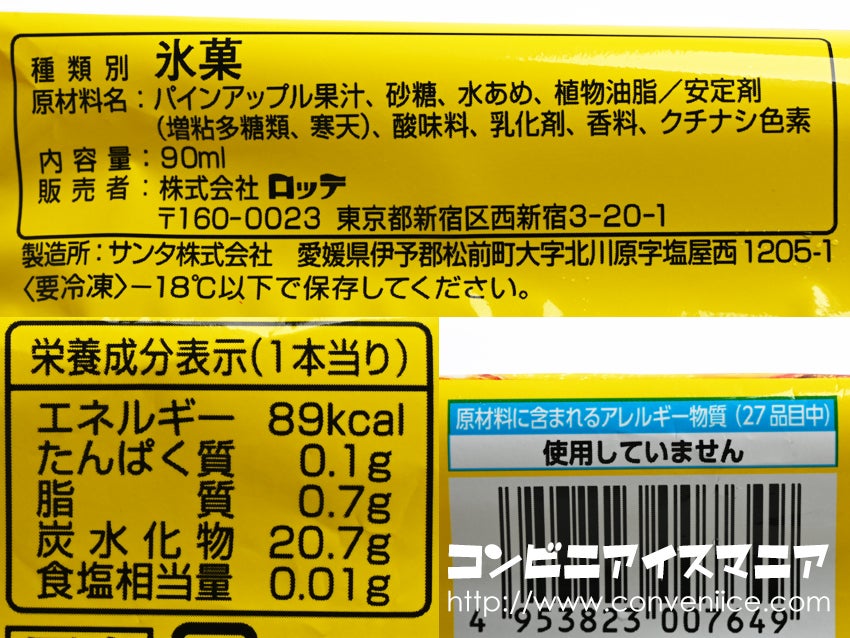 種類別 氷菓
原材料名：パインアップル果汁、砂糖、水あめ、植物油脂／安定剤
（増粘多糖類、寒天）、酸味料、乳化剤、香料、クチナシ色素
内容量：90ml
販売者：株式会社 ロッテ
〒160-0023 東京都新宿区西新宿3-20-1
製造所：サンタ株式会社 愛媛県伊予郡松前町大字北川原字塩屋西1205-1
〈要冷凍〉−18℃以下で保存してください。
栄養成分表示（1本当り）
エネルギー 89kcal
たんぱく質 0.1g
脂質 0.7g
炭水化物 20.7g
食塩相当量 0.01g
原材料に含まれるアレルギー物質（27品目中）
使用していません
コンビニアイスマニア
http://www.conveniice.com/
4 953823 007649